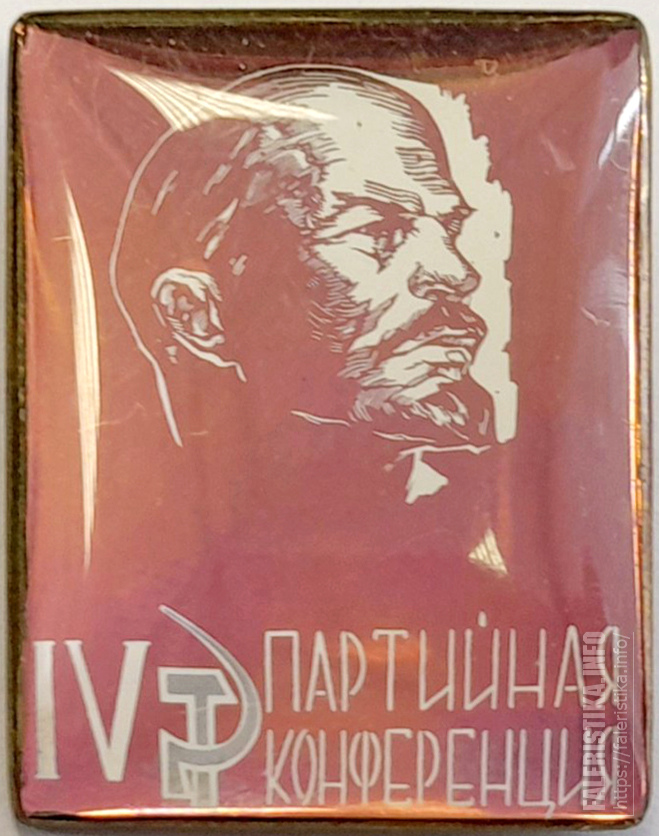 IV ПАРТИЙНАЯ
КОНФЕРЕНЦИЯ
FALERISTIKA.INFO
https://faleristika.info/